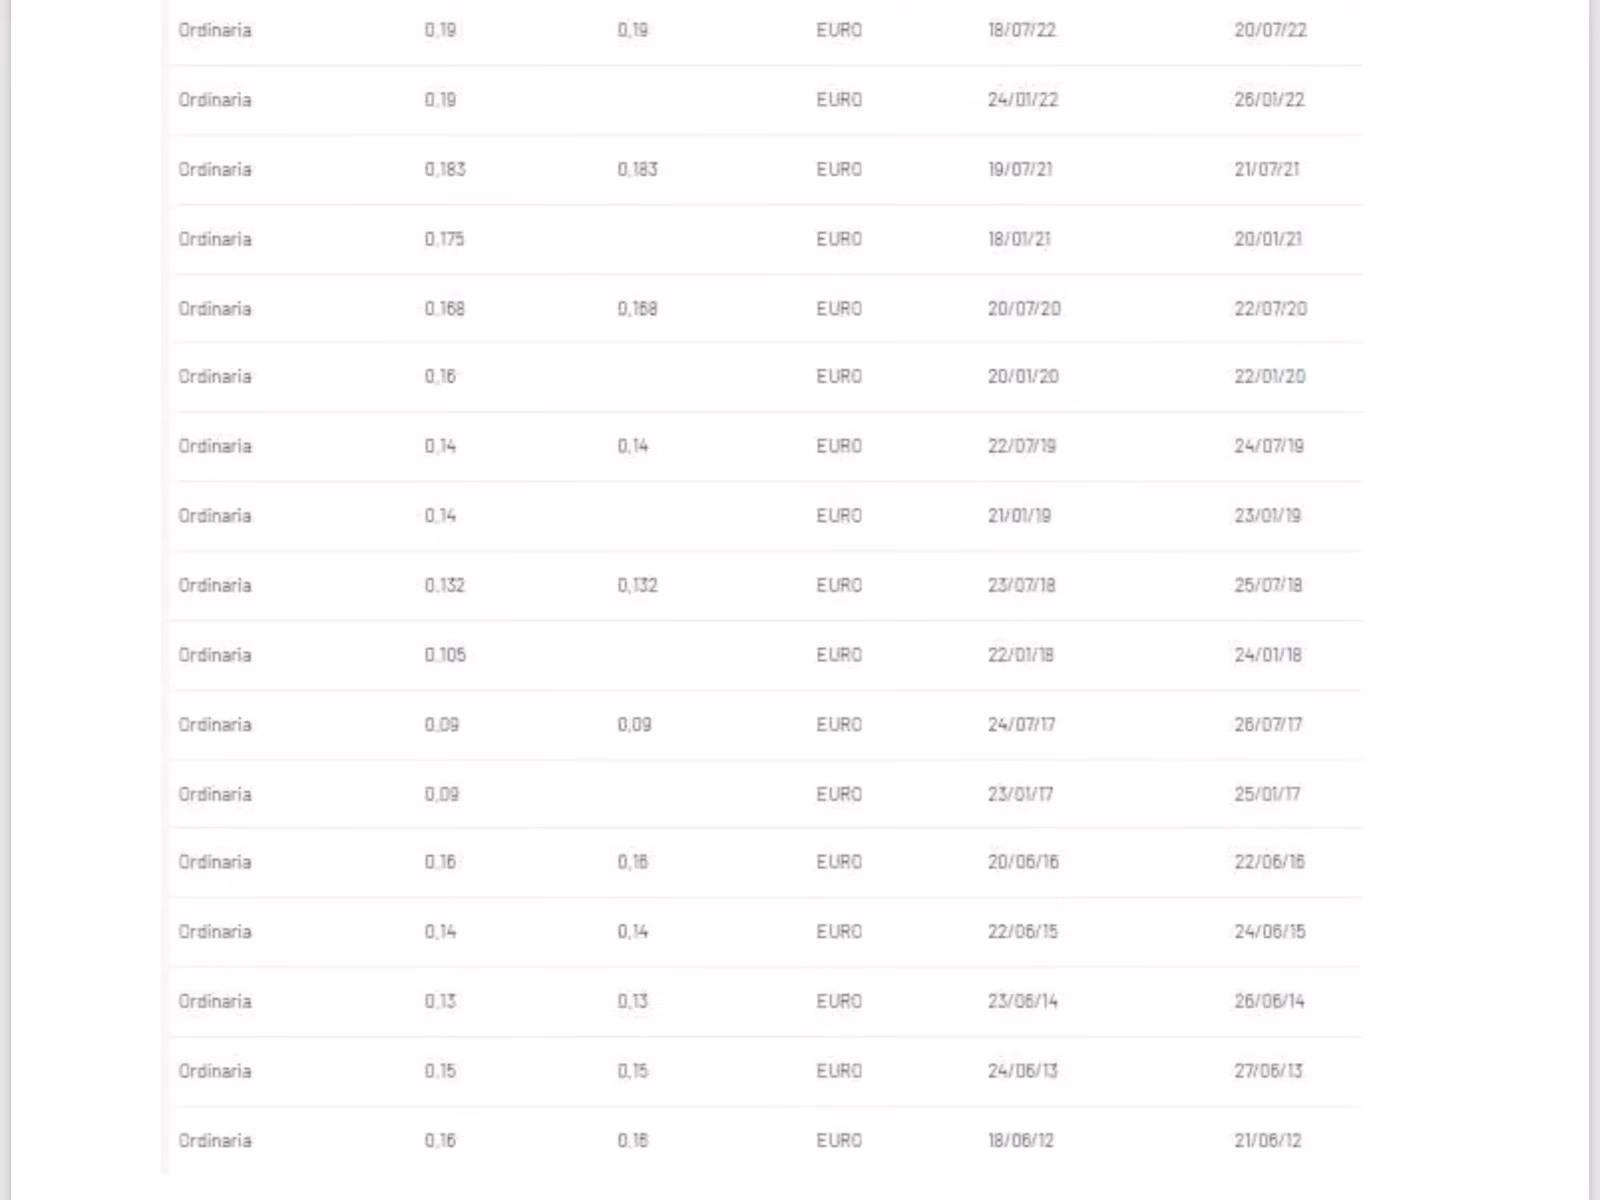 Ordinaria 0,19 0,19 EURO 18/07/22 20/07/22
Ordinaria 0,19 EURO 24/01/22 26/01/22
Ordinaria 0,183 0,183 EURO 19/07/21 21/07/21
Ordinaria 0,175 EURO 18/01/21 20/01/21
Ordinaria 0,168 0,168 EURO 20/07/20 22/07/20
Ordinaria 0,16 EURO 20/01/20 22/01/20
Ordinaria 0,14 0,14 EURO 22/07/19 24/07/19
Ordinaria 0,14 EURO 21/01/19 23/01/19
Ordinaria 0,132 0,132 EURO 23/07/18 25/07/18
Ordinaria 0,105 EURO 22/01/18 24/01/18
Ordinaria 0,09 0,09 EURO 24/07/17 26/07/17
Ordinaria 0,09 EURO 23/01/17 25/01/17
Ordinaria 0,16 0,16 EURO 20/06/16 22/06/16
Ordinaria 0,14 0,14 EURO 22/06/15 24/06/15
Ordinaria 0,13 0,13 EURO 23/06/14 26/06/14
Ordinaria 0,15 0,15 EURO 24/06/13 27/06/13
Ordinaria 0,16 0,16 EURO 18/06/12 21/06/12